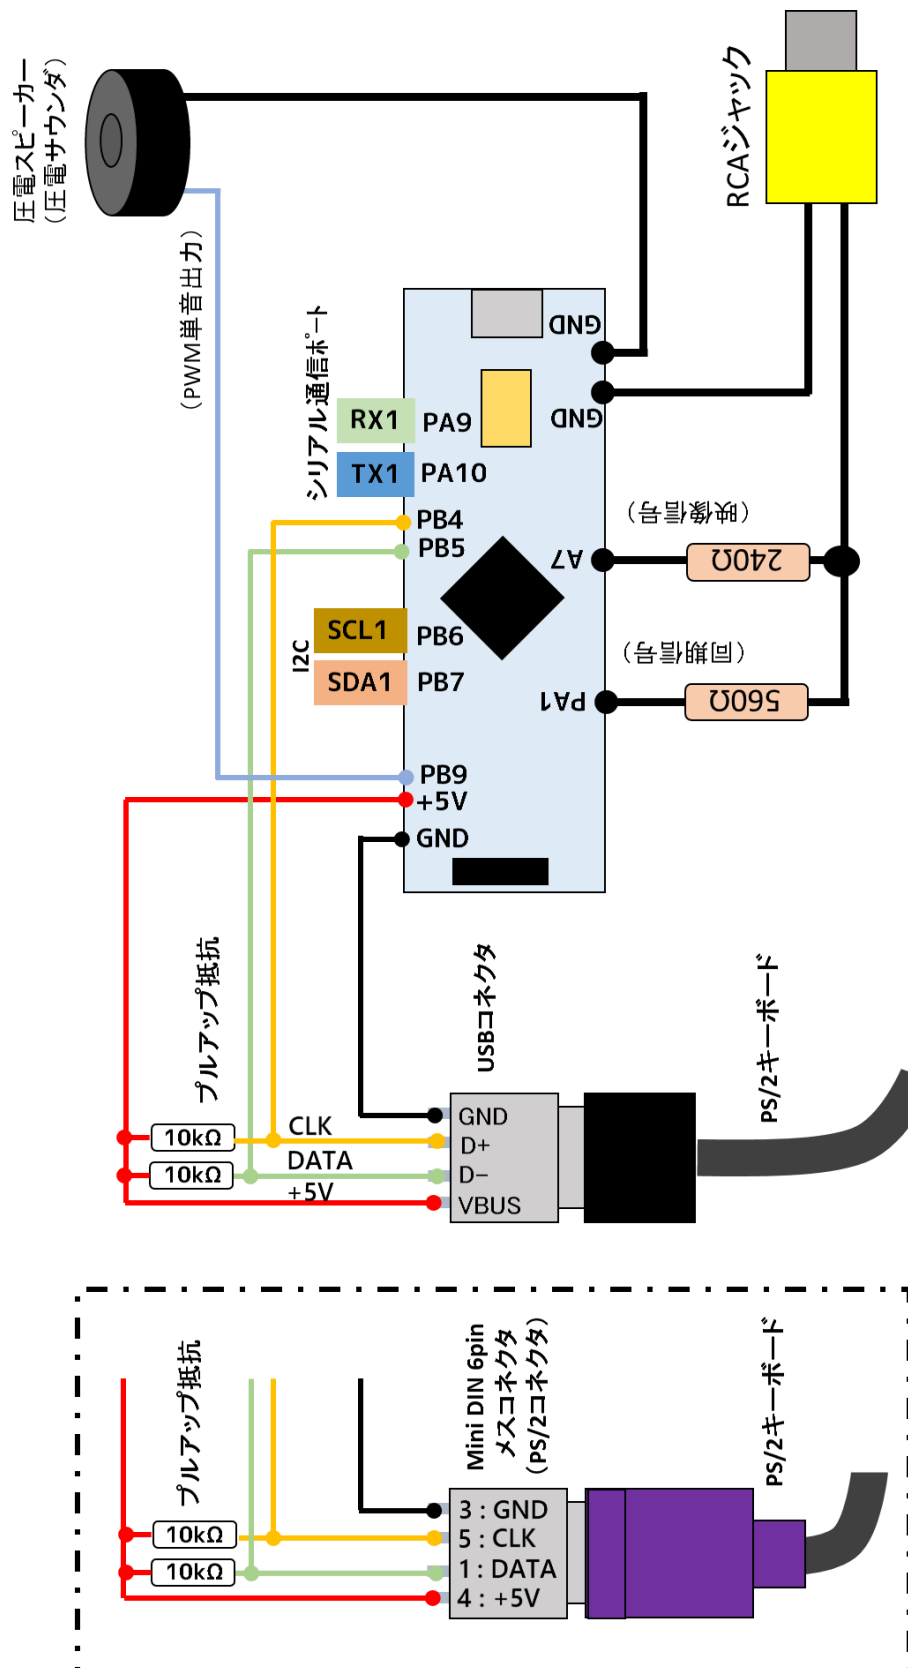 圧電スピーカー
（圧電サウンダ）
RCAジャック
（PWM単音出力）
シリアル通信ポート
GND
GND
RX1
PA9
TX1
PA10
PB4
PB5
（映像信号）
A7
240Ω
I2C
SCL1
PB6
SDA1
PB7
（同期信号）
PA1
560Ω
PB9
+5V
GND
プルアップ抵抗
USBコネクタ
PS/2キーボード
10kΩ
10kΩ
CLK
DATA
+5V
GND
D+
D−
VBUS
プルアップ抵抗
Mini DIN 6pin
メスコネクタ
（PS/2コネクタ）
PS/2キーボード
10kΩ
10kΩ
3 : GND
5 : CLK
1 : DATA
4 : +5V